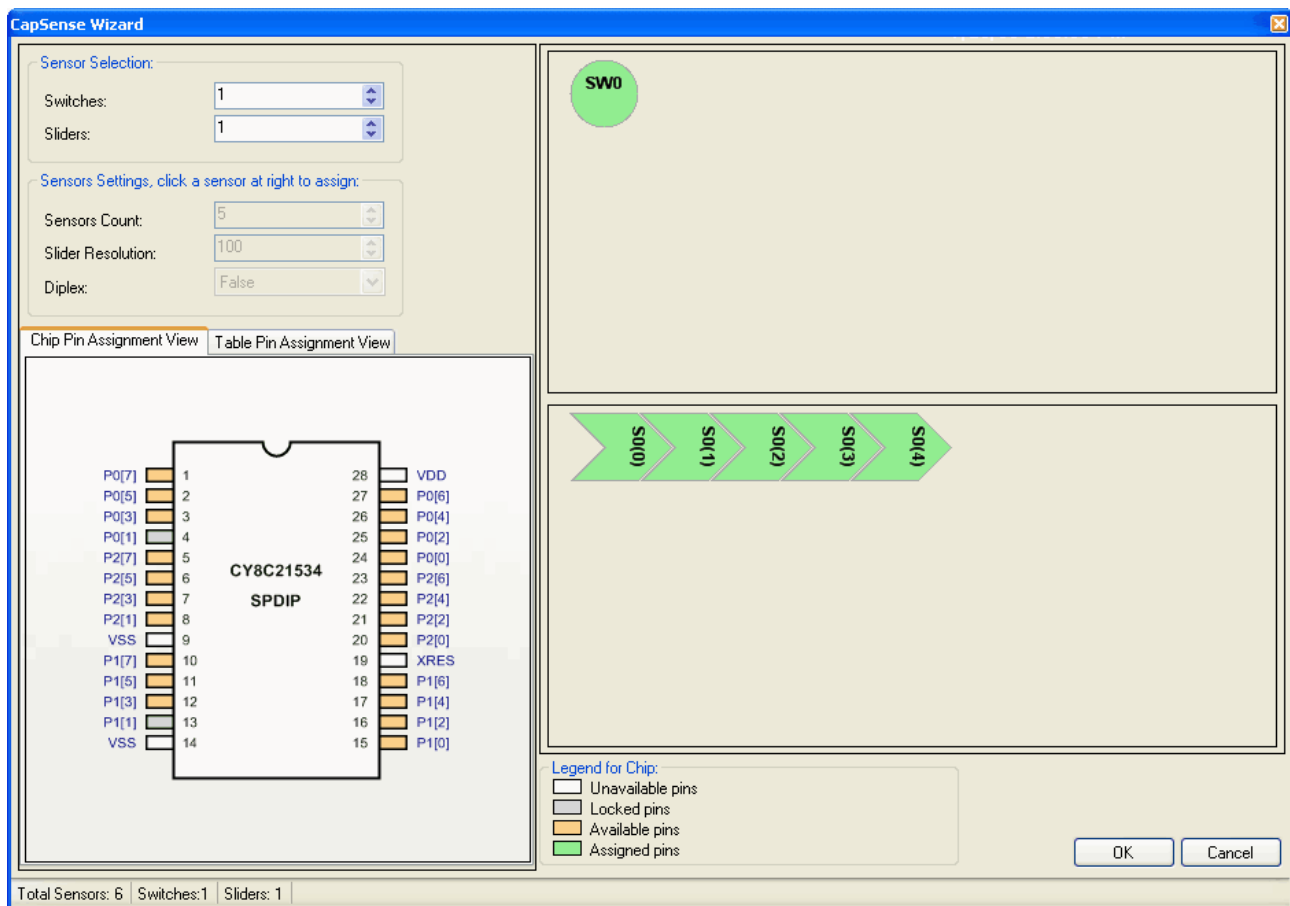 CapSense Wizard
Sensor Selection:
Switches: 1
Sliders: 1
Sensors Settings, click a sensor at right to assign:
Sensors Count: 5
Slider Resolution: 100
Diplex: False
Chip Pin Assignment View Table Pin Assignment View
P0[7] 1 28 VDD
P0[5] 2 27 P0[6]
P0[3] 3 26 P0[4]
P0[1] 4 25 P0[2]
P2[7] 5 24 P0[0]
P2[5] 6 CY8C21534 23 P2[6]
P2[3] 7 SPDIP 22 P2[4]
P2[1] 8 21 P2[2]
VSS 9 20 P2[0]
P1[7] 10 19 XRES
P1[5] 11 18 P1[6]
P1[3] 12 17 P1[4]
P1[1] 13 16 P1[2]
VSS 14 15 P1[0]
SW0
S0(0) S0(1) S0(2) S0(3) S0(4)
Legend for Chip:
Unavailable pins
Locked pins
Available pins
Assigned pins
OK Cancel
Total Sensors: 6 Switches:1 Sliders: 1